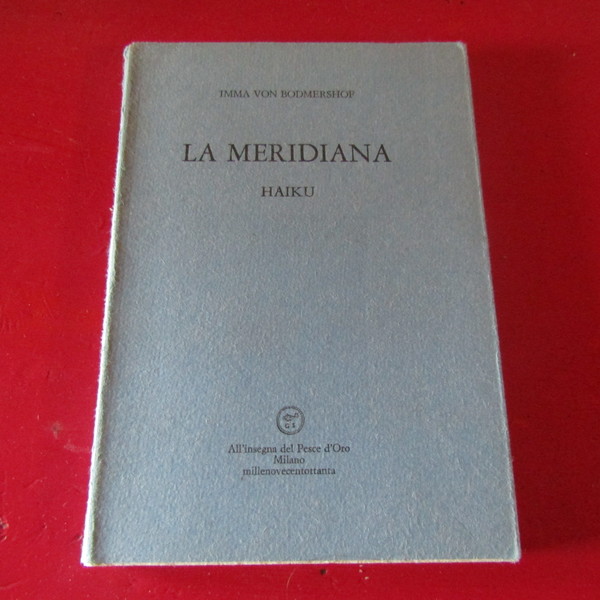 IMMA VON BODMERSHOF
LA MERIDIANA
HAIKU
G S
All'insegna del Pesce d'Oro
Milano
millenovecentottanta